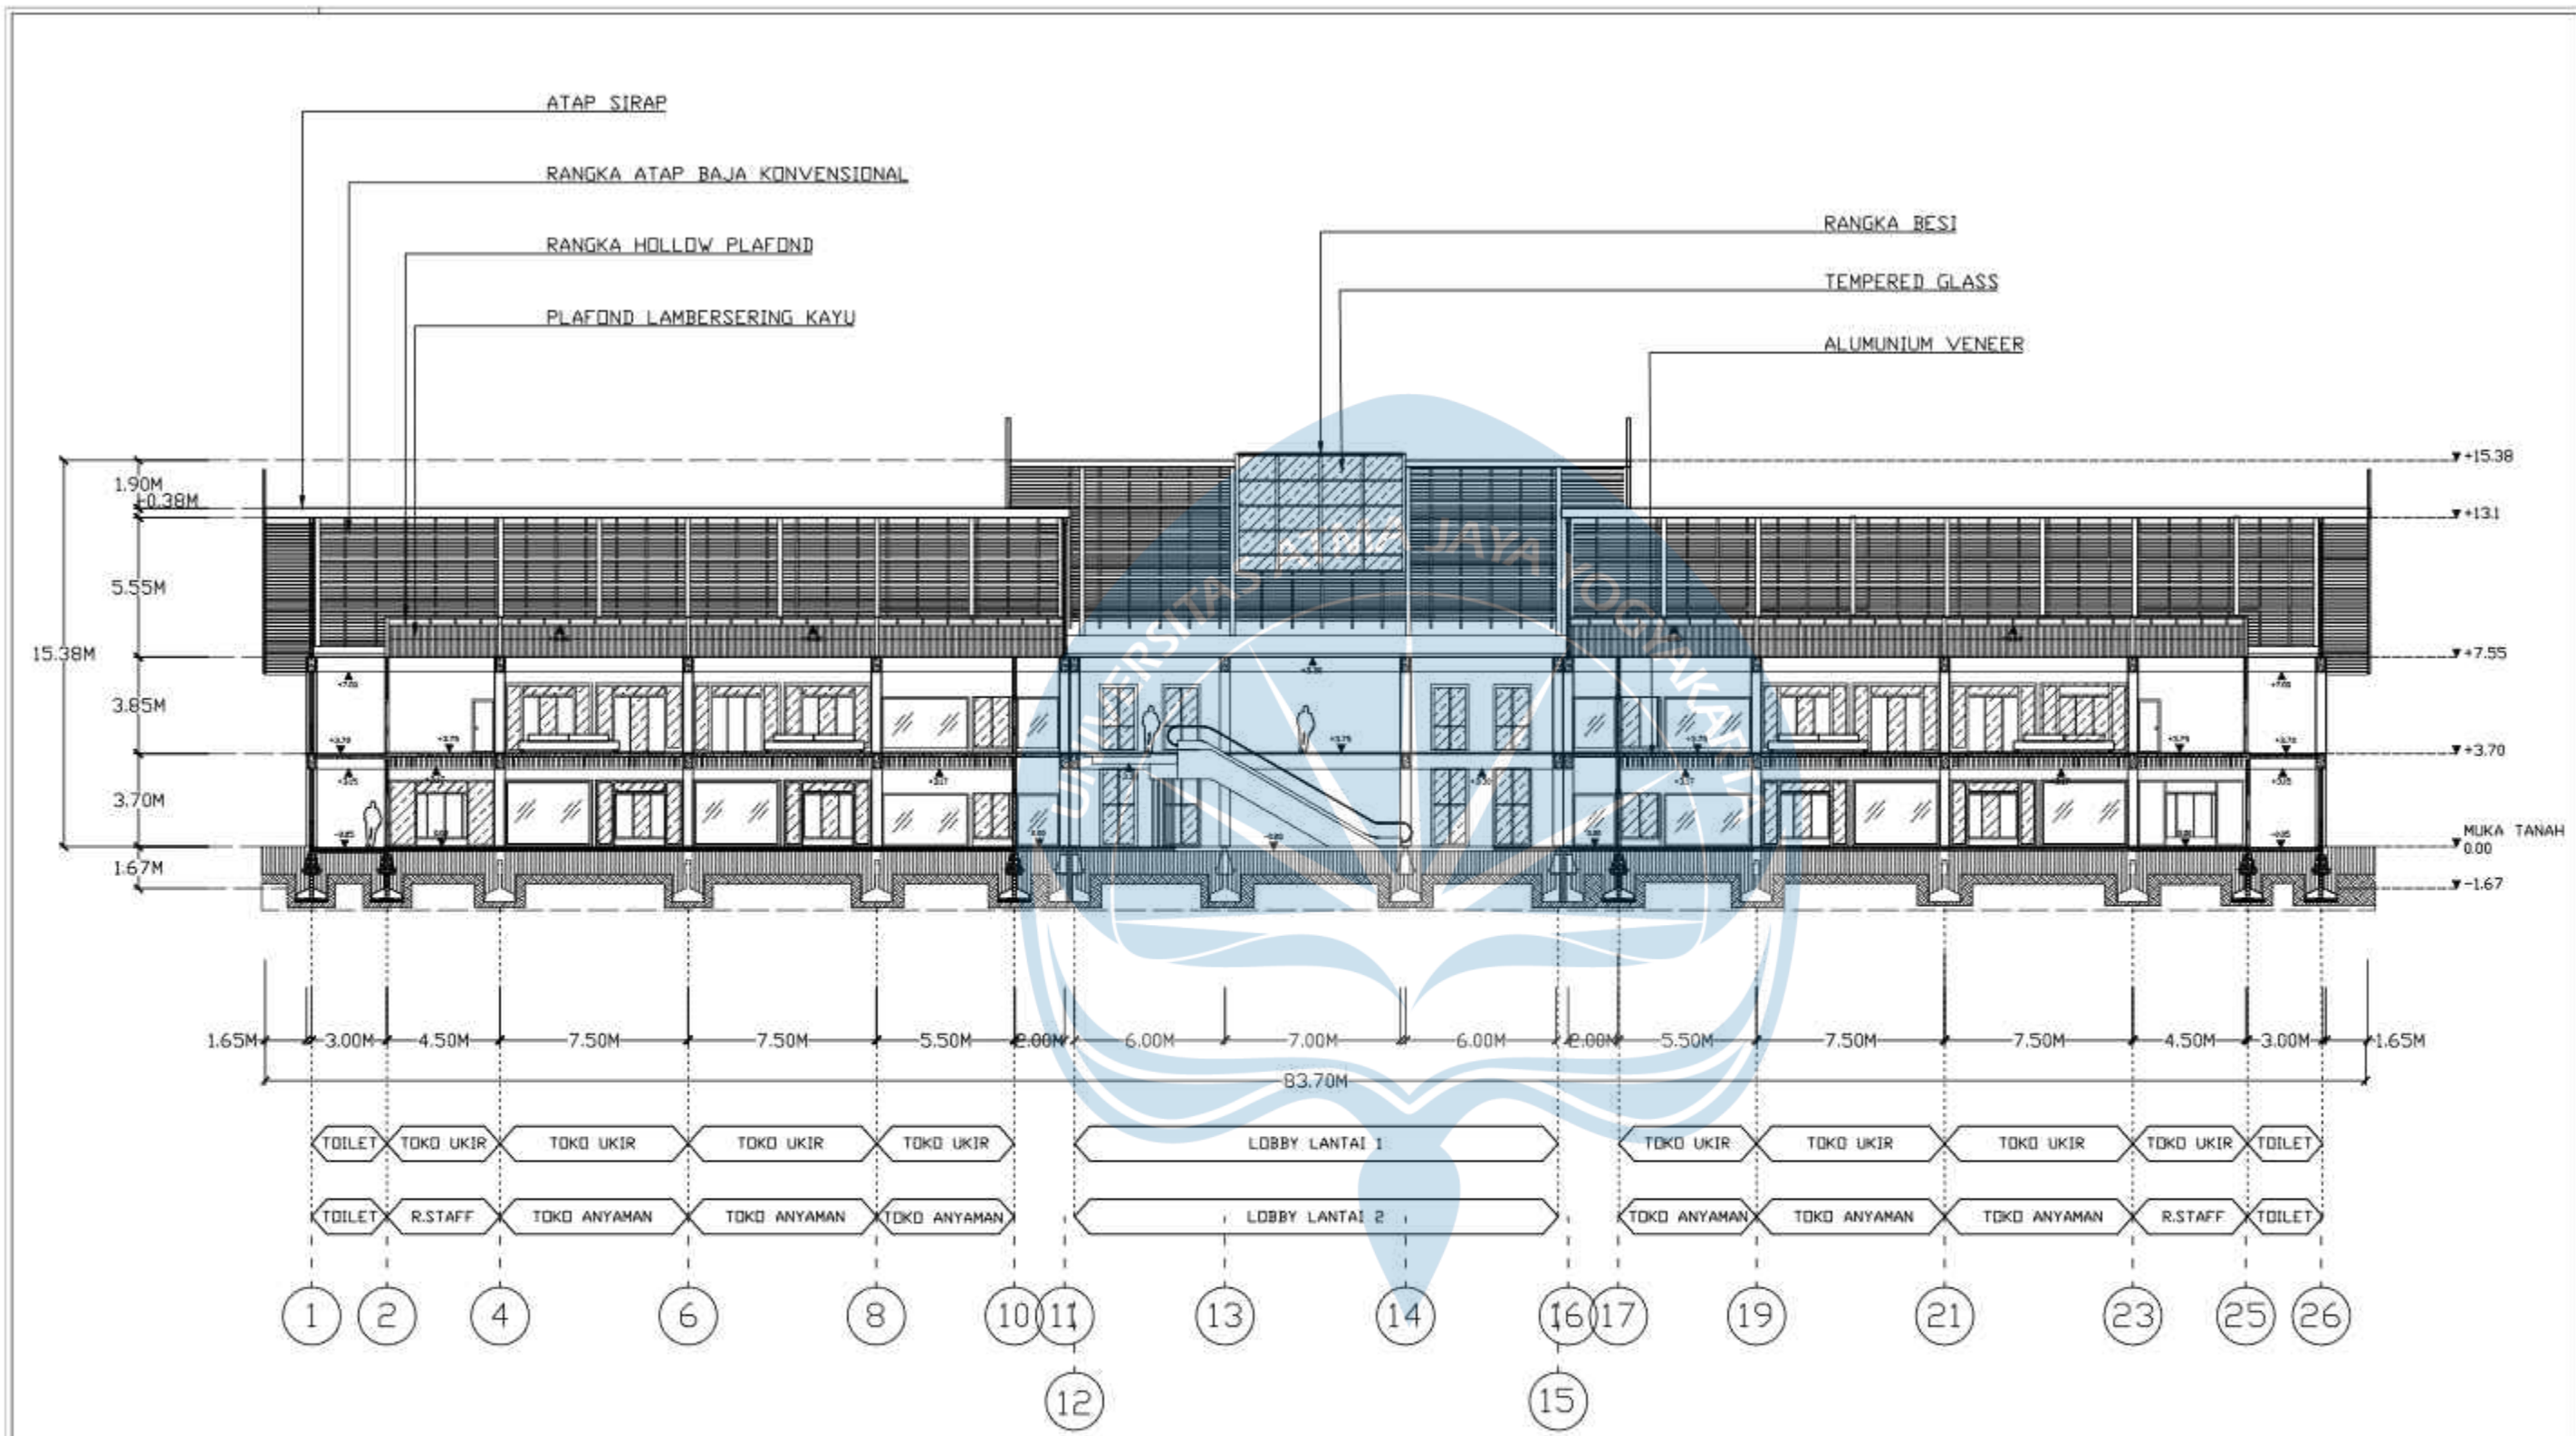 ATAP SIRAP
RANGKA ATAP BAJA KONVENSIONAL
RANGKA HOLLOW PLAFOND
PLAFOND LAMBERSERING KAYU
RANGKA BESI
TEMPERED GLASS
ALUMUNIUM VENEER
1.90M
0.38M
5.55M
15.38M
3.85M
3.70M
1.67M
+15.38
+13.1
+7.55
+3.70
MUKA TANAH
0.00
-1.67
UNIVERSITAS ATMA JAYA YOGYAKARTA
1.65M 3.00M 4.50M 7.50M 7.50M 5.50M 2.00M 6.00M 7.00M 6.00M 2.00M 5.50M 7.50M 7.50M 4.50M 3.00M 1.65M
83.70M
TOILET TOKO UKIR TOKO UKIR TOKO UKIR TOKO UKIR LOBBY LANTAI 1 TOKO UKIR TOKO UKIR TOKO UKIR TOKO UKIR TOILET
TOILET R.STAFF TOKO ANYAMAN TOKO ANYAMAN TOKO ANYAMAN LOBBY LANTAI 2 TOKO ANYAMAN TOKO ANYAMAN TOKO ANYAMAN R.STAFF TOILET
1 2 4 6 8 10 11 13 14 16 17 19 21 23 25 26
12 15